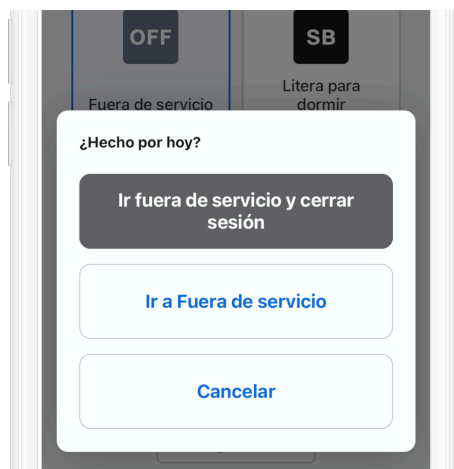 OFF
SB
Fuera de servicio
Litera para
dormir
¿Hecho por hoy?
Ir fuera de servicio y cerrar
sesión
Ir a Fuera de servicio
Cancelar